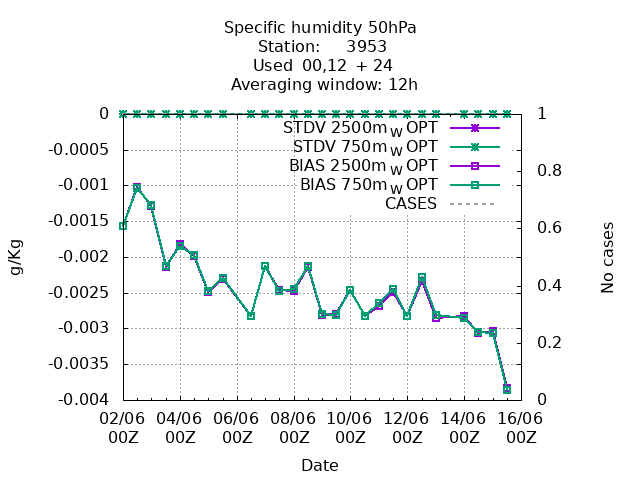 Specific humidity 50hPa
Station: 3953
Used 00,12 + 24
Averaging window: 12h
STDV 2500m_W OPT
STDV 750m_W OPT
BIAS 2500m_W OPT
BIAS 750m_W OPT
CASES
0
-0.0005
-0.001
-0.0015
-0.002
-0.0025
-0.003
-0.0035
-0.004
g/Kg
1
0.8
0.6
0.4
0.2
0
No cases
02/06 04/06 06/06 08/06 10/06 12/06 14/06 16/06
00Z 00Z 00Z 00Z 00Z 00Z 00Z 00Z
Date